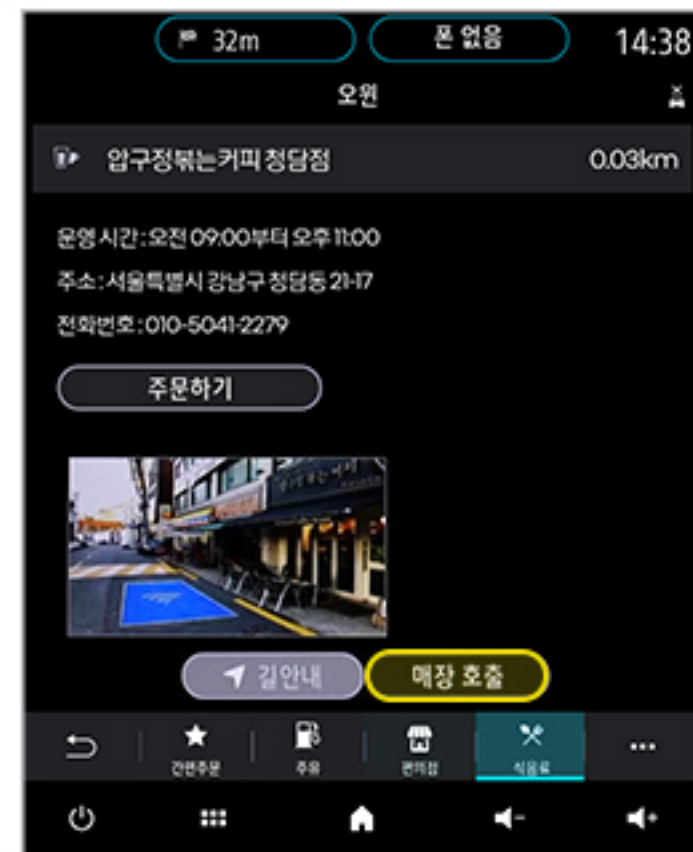 32m 폰 없음 14:38
오윈
압구정볶는커피 청담점 0.03km
운영 시간 : 오전 09:00부터 오후 11:00
주소 : 서울특별시 강남구 청담동 21-17
전화번호 : 010-5041-2279
주문하기
길안내 매장 호출
간편주문 주유 편의점 식음료